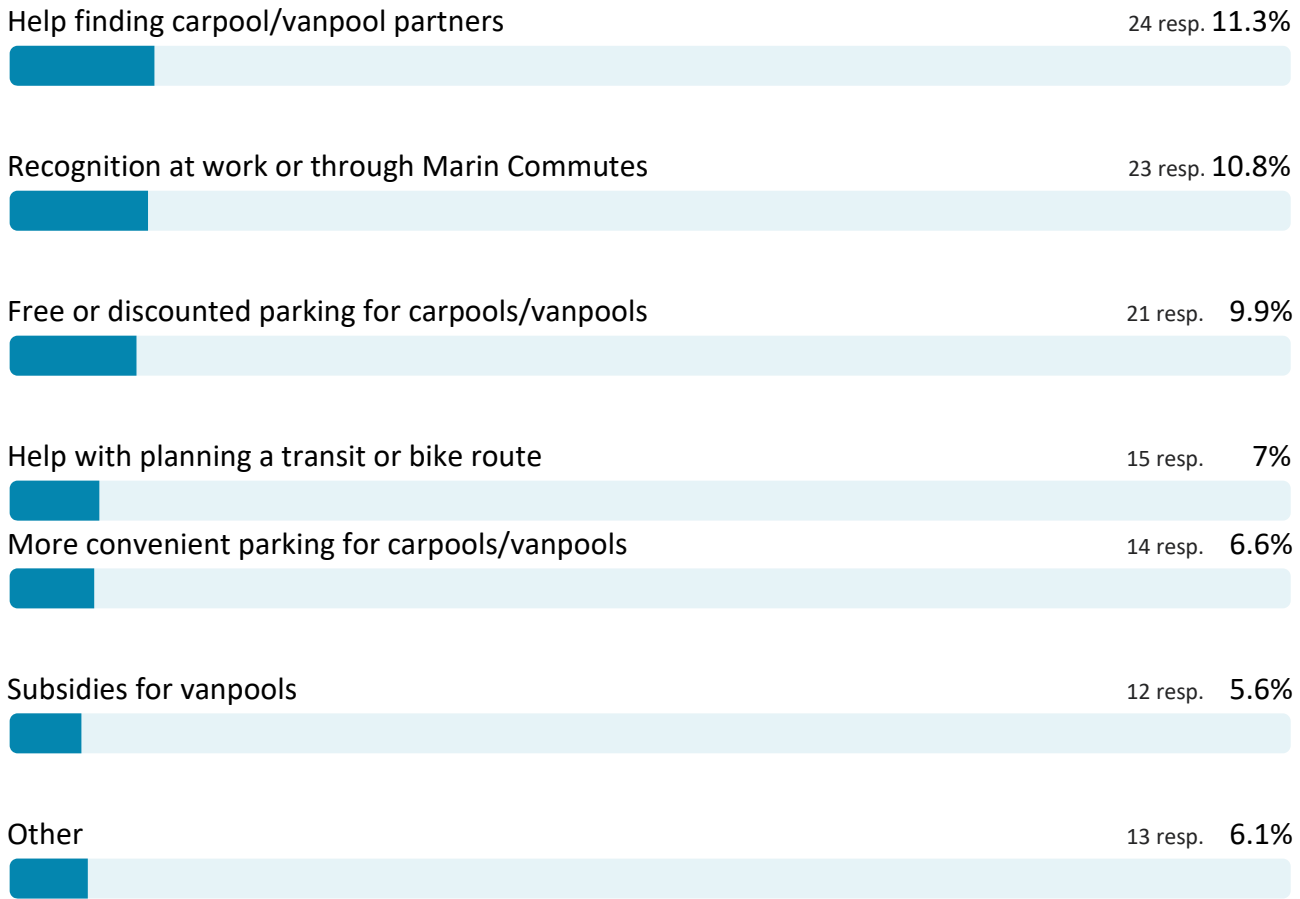 Help finding carpool/vanpool partners 24 resp. 11.3%
Recognition at work or through Marin Commutes 23 resp. 10.8%
Free or discounted parking for carpools/vanpools 21 resp. 9.9%
Help with planning a transit or bike route 15 resp. 7%
More convenient parking for carpools/vanpools 14 resp. 6.6%
Subsidies for vanpools 12 resp. 5.6%
Other 13 resp. 6.1%